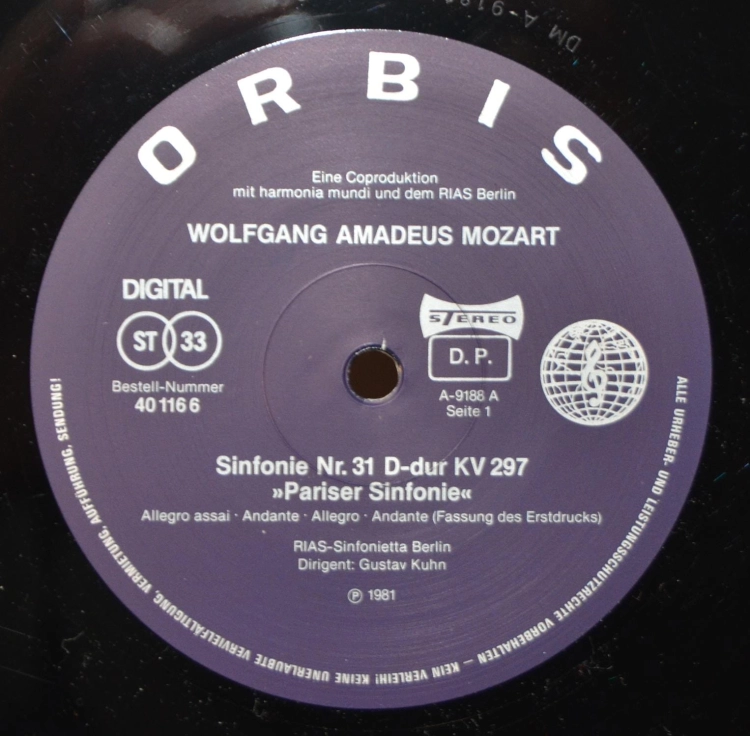 DM A-918
ORBIS
Eine Coproduktion
mit harmonia mundi und dem RIAS Berlin
WOLFGANG AMADEUS MOZART
DIGITAL
ST 33
Bestell-Nummer
40 116 6
STEREO
D. P.
A-9188 A
Seite 1
Sinfonie Nr. 31 D-dur KV 297
»Pariser Sinfonie«
Allegro assai · Andante · Allegro · Andante (Fassung des Erstdrucks)
RIAS-Sinfonietta Berlin
Dirigent: Gustav Kuhn
℗ 1981
ALLE URHEBER- UND LEISTUNGSSCHUTZRECHTE VORBEHALTEN – KEIN VERLEIH! KEINE UNERLAUBTE VERVIELFÄLTIGUNG, VERMIETUNG, AUFFÜHRUNG, SENDUNG!